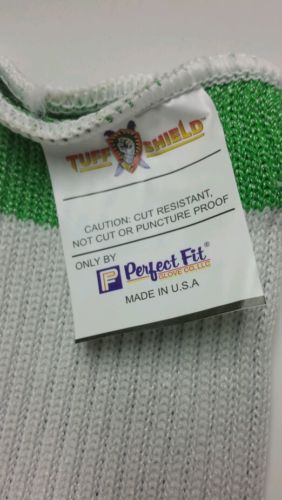 TUFF SHIELD
CAUTION: CUT RESISTANT,
NOT CUT OR PUNCTURE PROOF
ONLY BY
Perfect Fit®
GLOVE CO., LLC
MADE IN U.S.A